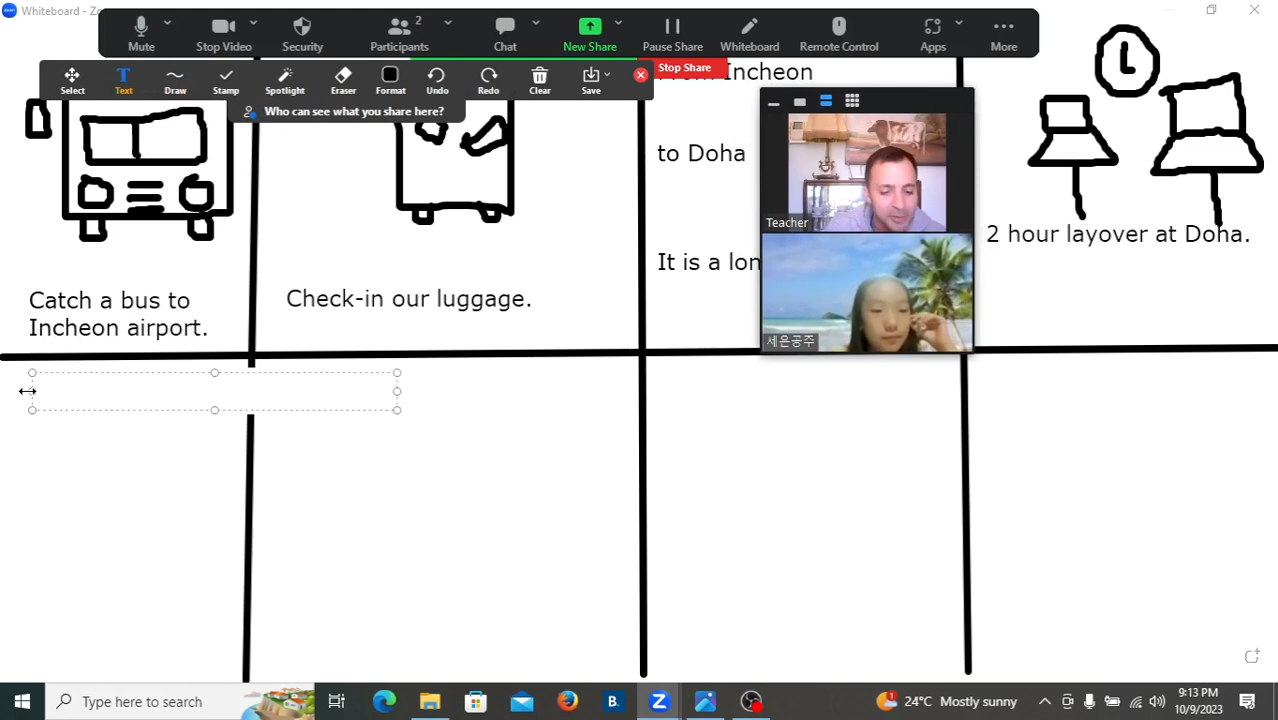 Whiteboard - Zo
Mute
Stop Video
Security
2
Participants
Chat
New Share
Pause Share
Whiteboard
Remote Control
Apps
More
Select
Text
Draw
Stamp
Spotlight
Eraser
Format
Undo
Redo
Clear
Save
Stop Share
Who can see what you share here?
Incheon
to Doha
It is a lon
Teacher
세은공주
2 hour layover at Doha.
Catch a bus to
Incheon airport.
Check-in our luggage.
Type here to search
B.
1
24°C Mostly sunny
9:13 PM
10/9/2023